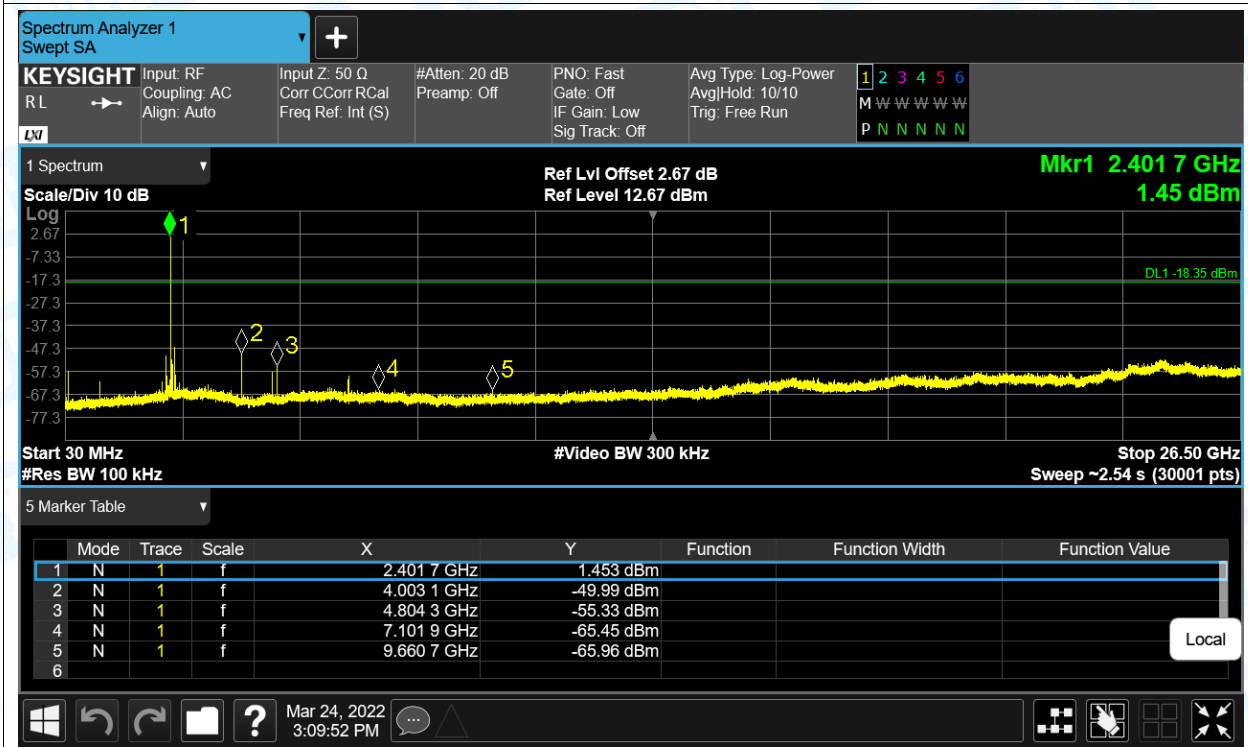 Spectrum Analyzer 1
Swept SA
KEYSIGHT
R L
LXI
Input: RF
Coupling: AC
Align: Auto
Input Z: 50 Ω
Corr CCorr RCal
Freq Ref: Int (S)
#Atten: 20 dB
Preamp: Off
PNO: Fast
Gate: Off
IF Gain: Low
Sig Track: Off
Avg Type: Log-Power
Avg|Hold: 10/10
Trig: Free Run
1 2 3 4 5 6
M W W W W W
P N N N N N
1 Spectrum
Scale/Div 10 dB
Ref Lvl Offset 2.67 dB
Ref Level 12.67 dBm
Mkr1 2.401 7 GHz
1.45 dBm
Log
2.67
-7.33
-17.3
-27.3
-37.3
-47.3
-57.3
-67.3
-77.3
1
2
3
4
5
DL1 -18.35 dBm
Start 30 MHz
#Video BW 300 kHz
Stop 26.50 GHz
#Res BW 100 kHz
Sweep ~2.54 s (30001 pts)
5 Marker Table
Mode Trace Scale X Y Function Function Width Function Value
1 N 1 f 2.401 7 GHz 1.453 dBm
2 N 1 f 4.003 1 GHz -49.99 dBm
3 N 1 f 4.804 3 GHz -55.33 dBm
4 N 1 f 7.101 9 GHz -65.45 dBm
5 N 1 f 9.660 7 GHz -65.96 dBm
6
Local
?
Mar 24, 2022
3:09:52 PM